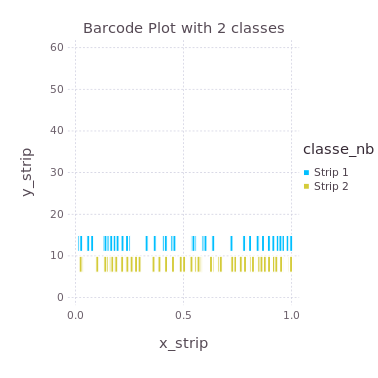 Barcode Plot with 2 classes
60
50
40
30
20
10
0
y_strip
0.0
0.5
1.0
x_strip
classe_nb
Strip 1
Strip 2